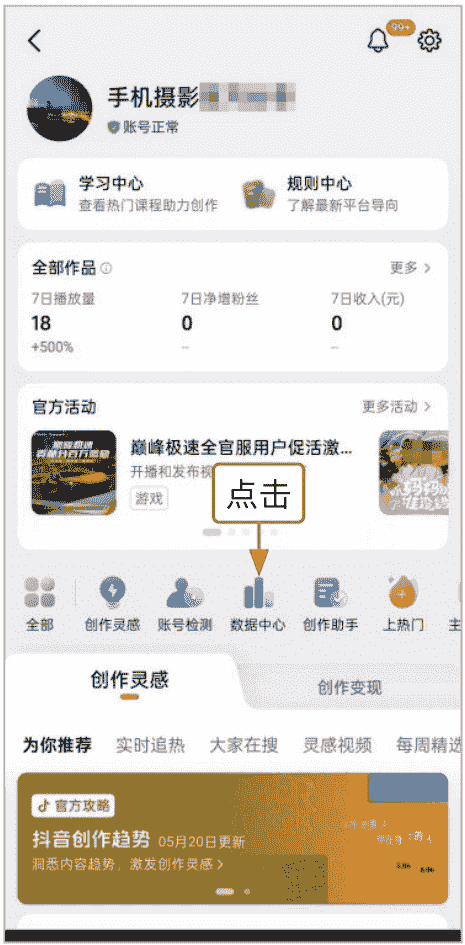 99+
手机摄影
账号正常
学习中心
查看热门课程助力创作
规则中心
了解最新平台导向
全部作品
更多 >
7日播放量
7日净增粉丝
7日收入(元)
18
0
0
+500%
--
--
官方活动
更多活动 >
巅峰极速全官服用户促活激...
开播和发布视
游戏
点击
全部
创作灵感
账号检测
数据中心
创作助手
上热门
主
创作灵感
创作变现
为你推荐
实时追热
大家在搜
灵感视频
每周精选
官方攻略
抖音创作趋势 05月20日更新
洞悉内容趋势，激发创作灵感 >